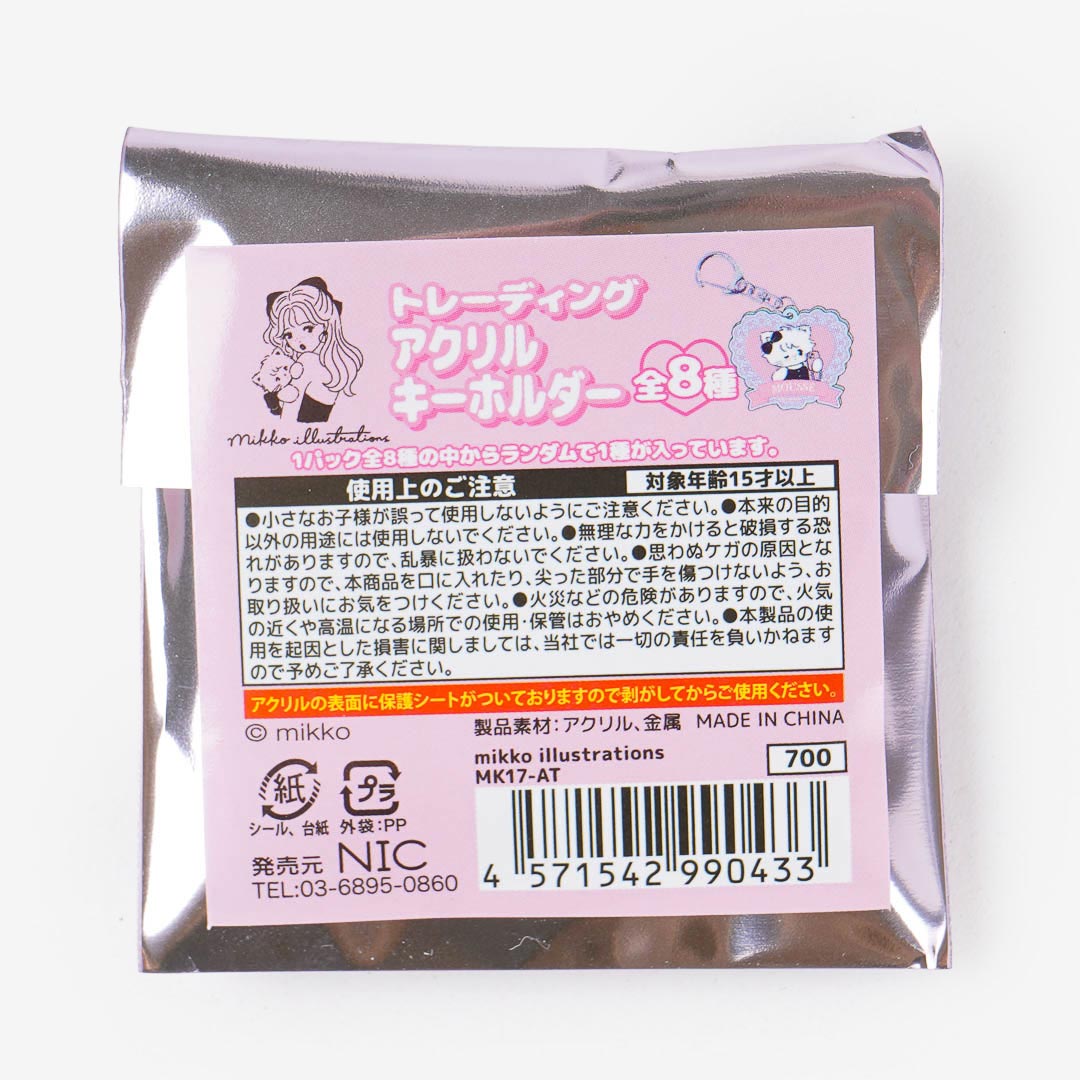 トレーディング
アクリル
キーホルダー
全8種
MOUSSE
mikko illustrations
1パック全8種の中からランダムで1種が入っています。
使用上のご注意
対象年齢15才以上
●小さなお子様が誤って使用しないようにご注意ください。●本来の目的
以外の用途には使用しないでください。●無理な力をかけると破損する恐
れがありますので、乱暴に扱わないでください。●思わぬケガの原因とな
りますので、本商品を口に入れたり、尖った部分で手を傷つけないよう、お
取り扱いにお気をつけください。●火災などの危険がありますので、火気
の近くや高温になる場所での使用・保管はおやめください。●本製品の使
用を起因とした損害に関しましては、当社では一切の責任を負いかねます
ので予めご了承ください。
アクリルの表面に保護シートがついておりますので剥がしてからご使用ください。
© mikko
製品素材：アクリル、金属 MADE IN CHINA
mikko illustrations
MK17-AT
700
紙
シール、台紙
プラ
外袋：PP
発売元 NIC
TEL:03-6895-0860
4 571542 990433